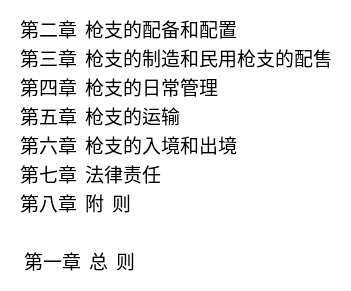 第二章 枪支的配备和配置
第三章 枪支的制造和民用枪支的配售
第四章 枪支的日常管理
第五章 枪支的运输
第六章 枪支的入境和出境
第七章 法律责任
第八章 附 则
第一章 总 则